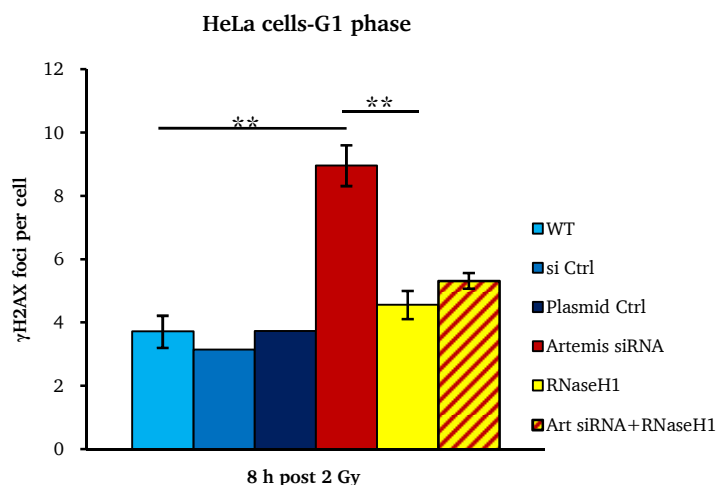 HeLa cells-G1 phase
12
10
8
6
4
2
0
γH2AX foci per cell
**
**
WT
si Ctrl
Plasmid Ctrl
Artemis siRNA
RNaseH1
Art siRNA+RNaseH1
8 h post 2 Gy